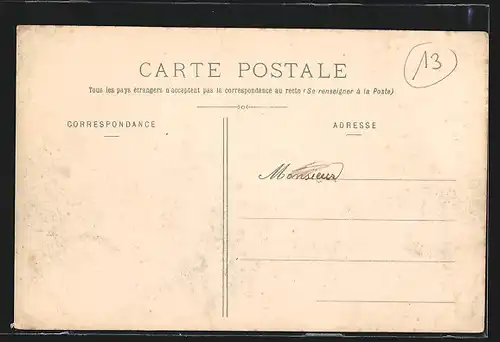 CARTE POSTALE
13
Tous les pays étrangers n'acceptent pas la correspondance au recto (Se renseigner à la Poste)
CORRESPONDANCE
ADRESSE
Monsieur